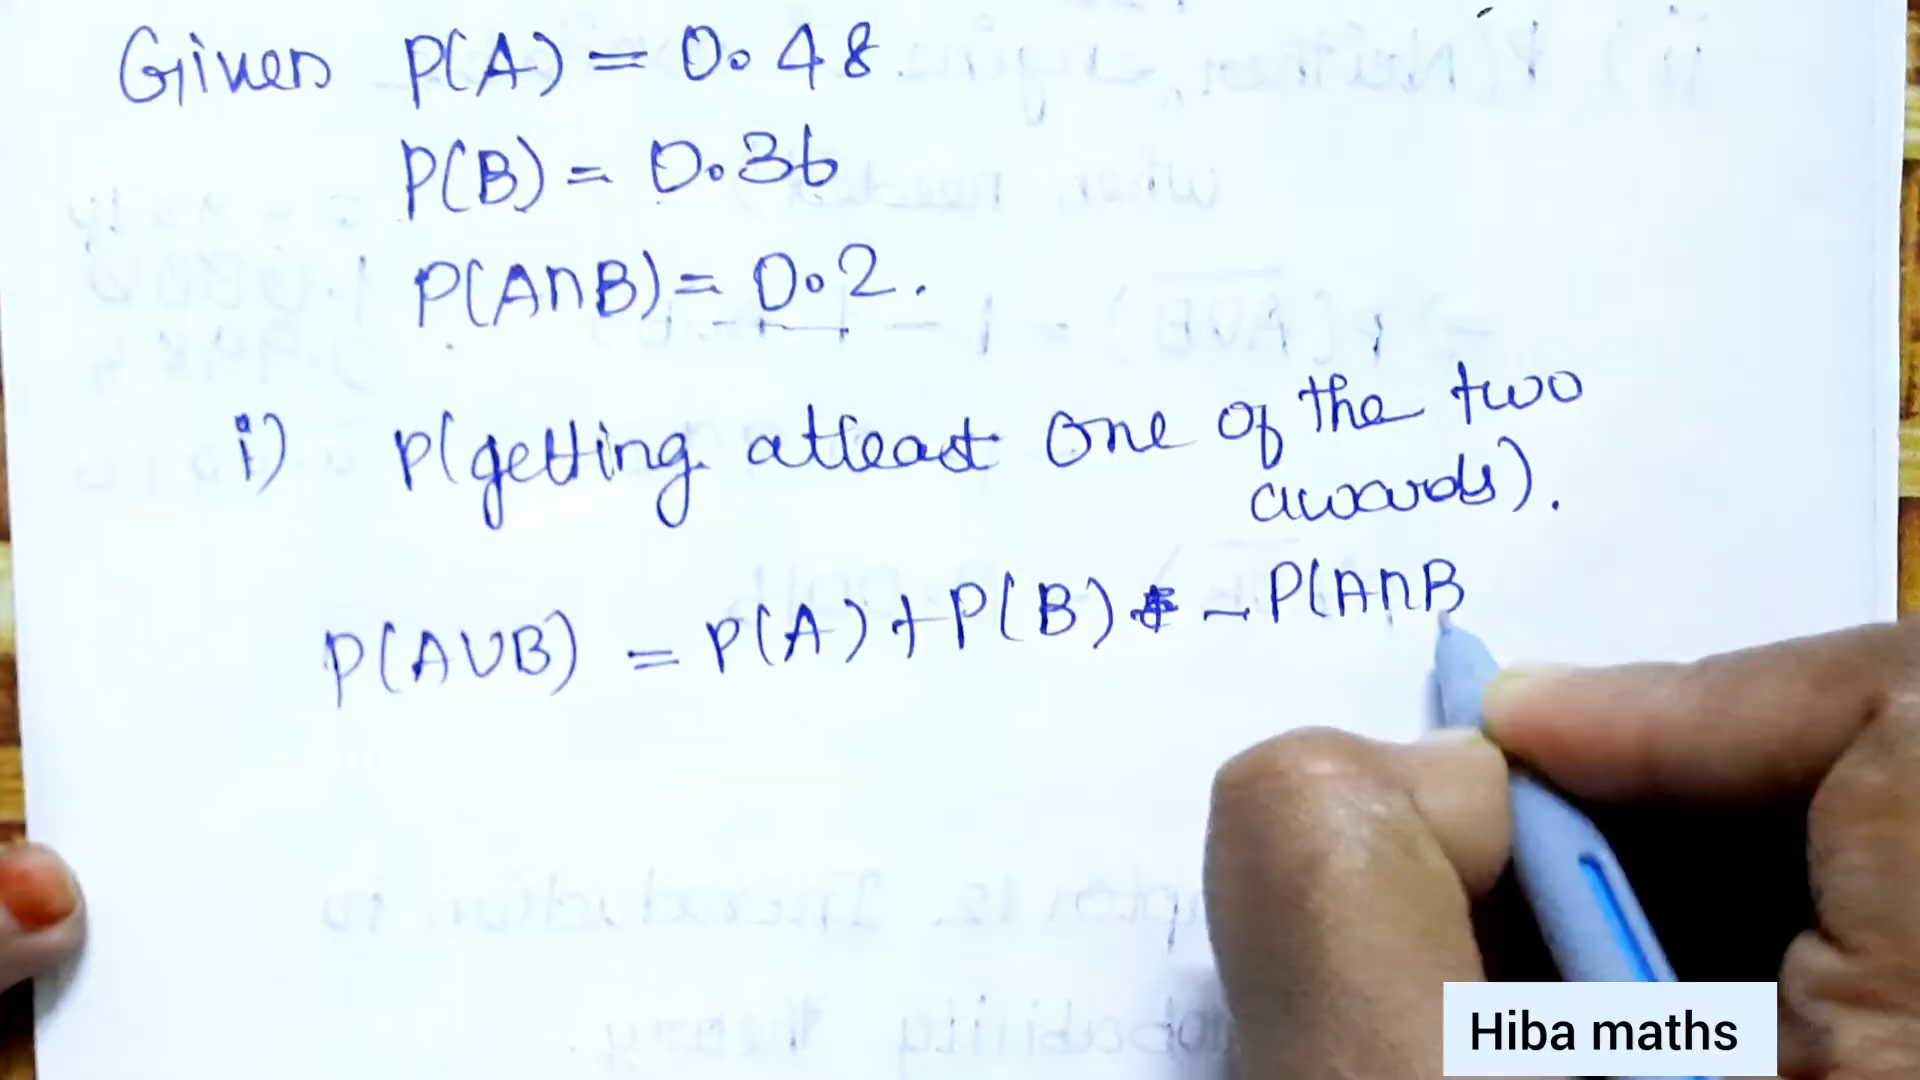 Given P(A) = 0.48
P(B) = 0.36
P(A∩B) = 0.2.
i) P(getting atleast one of the two
awards).
P(A∪B) = P(A) + P(B) - P(A∩B
Hiba maths